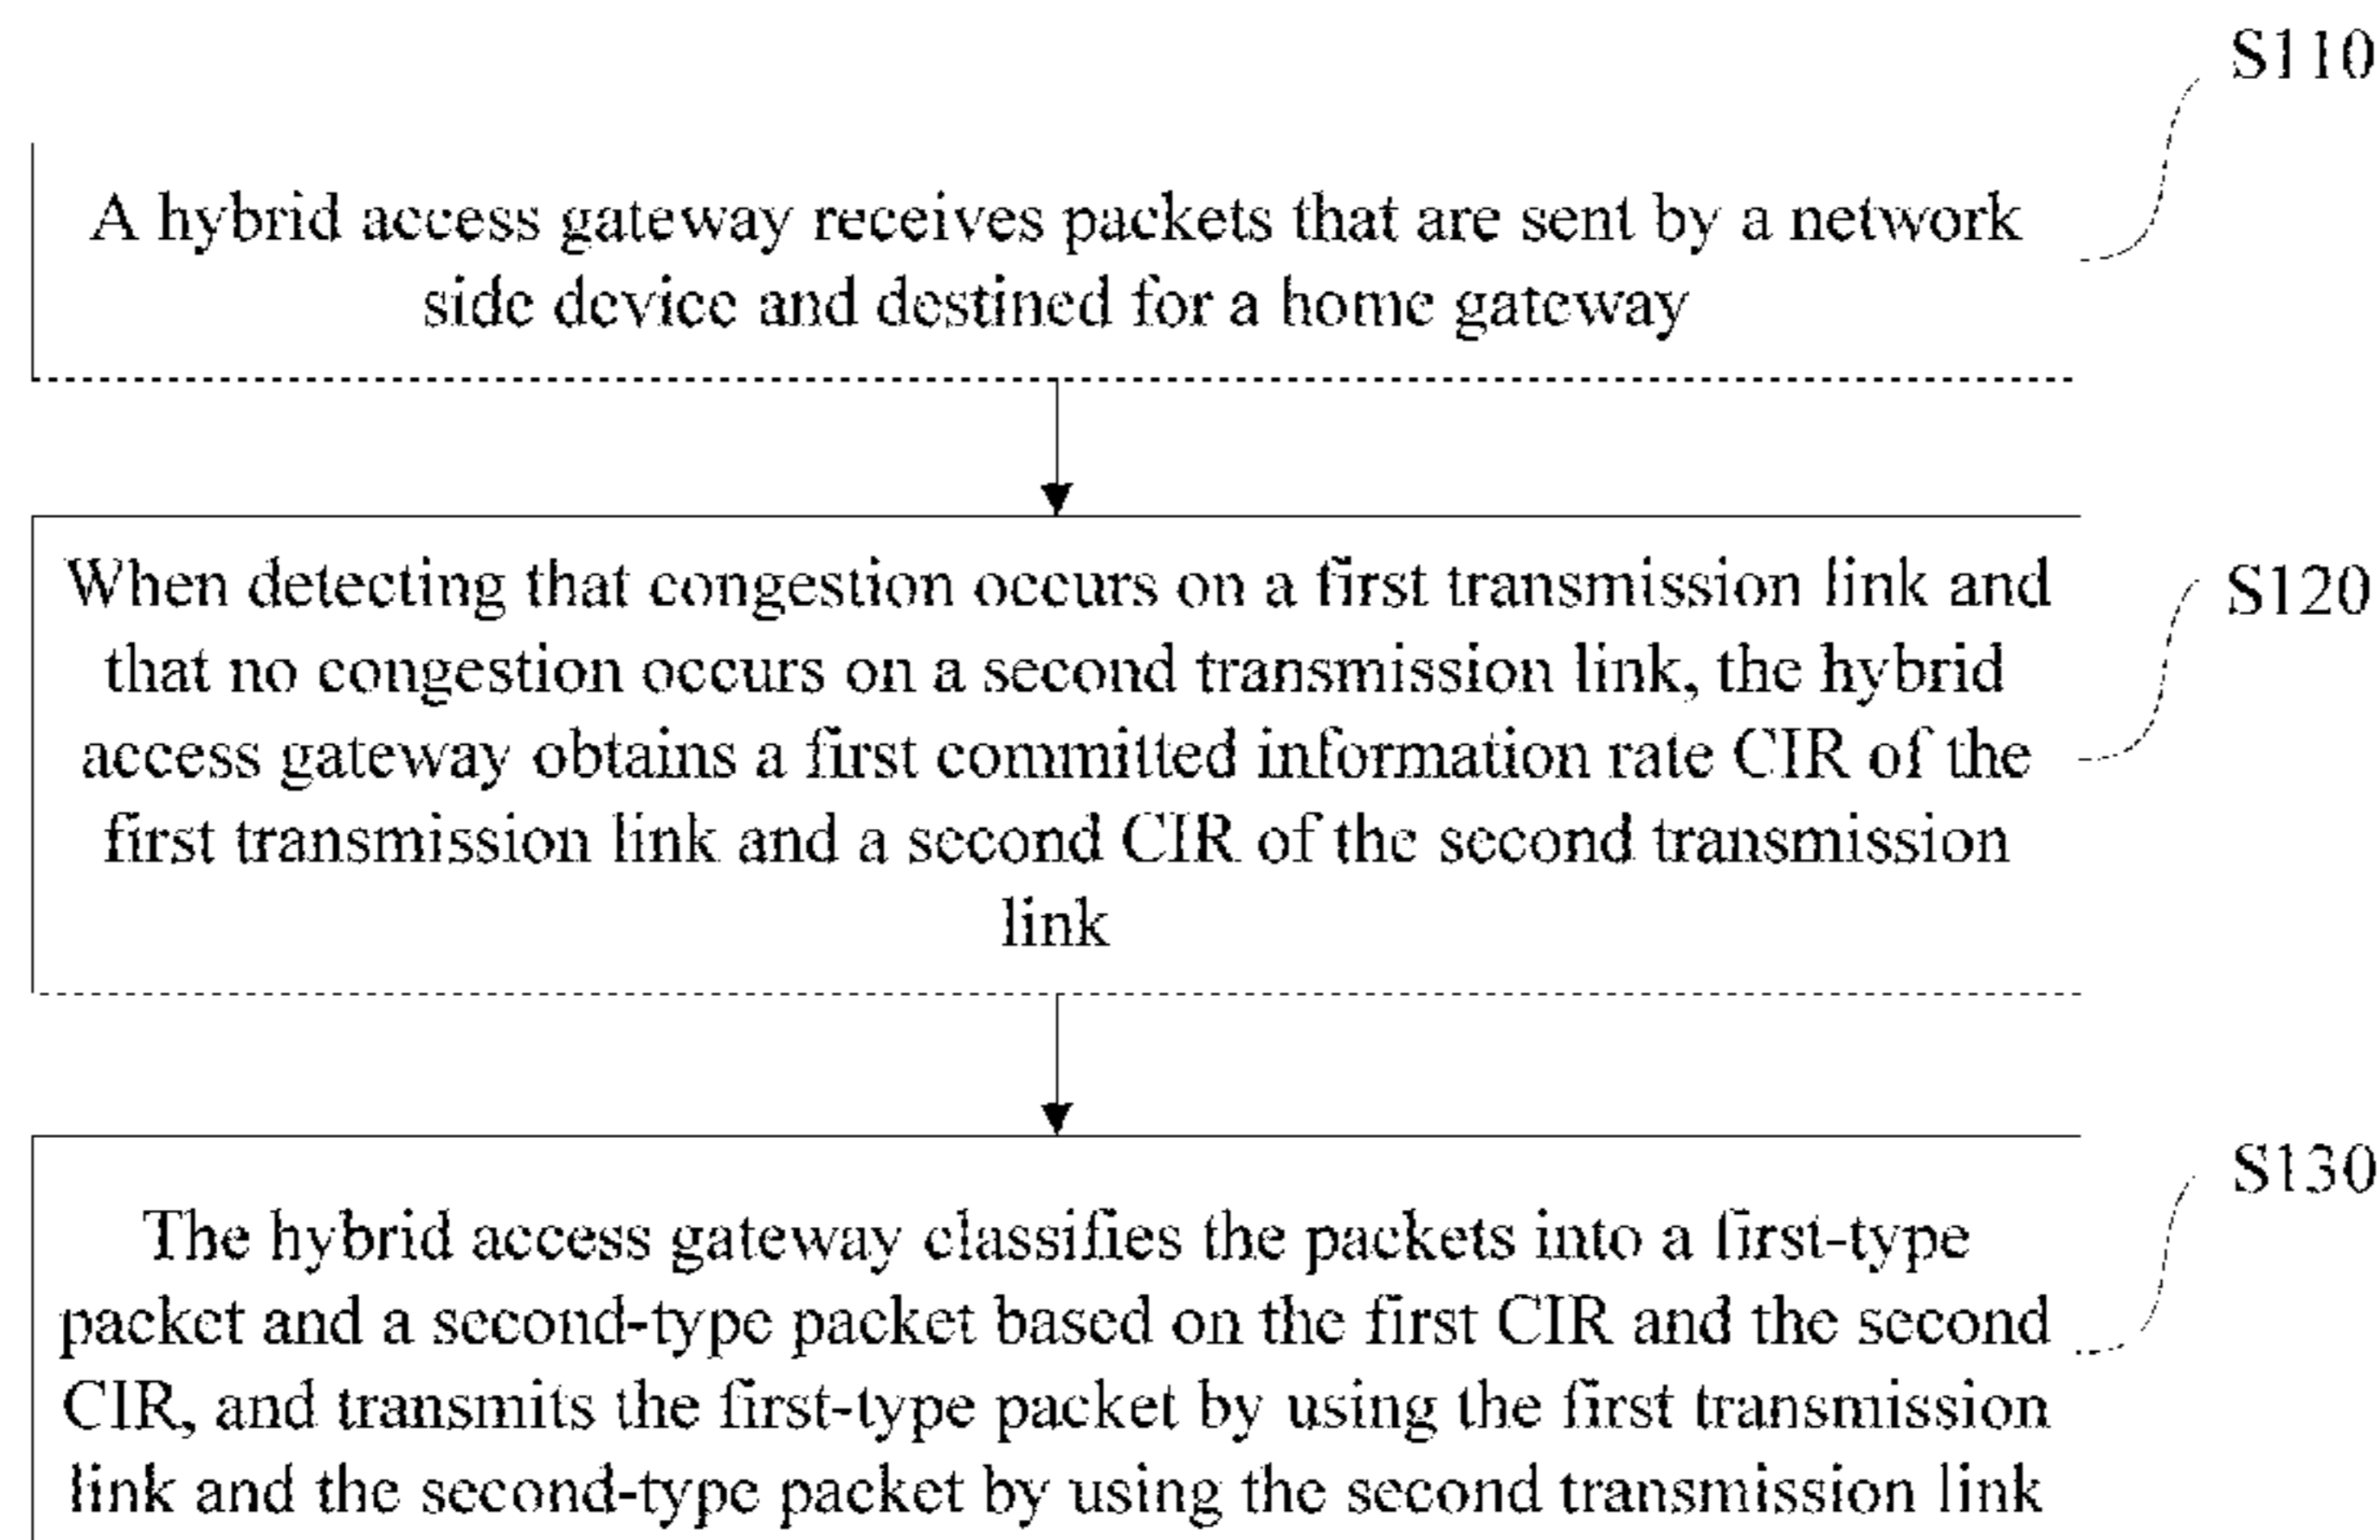 S110
A hybrid access gateway receives packets that are sent by a network
side device and destined for a home gateway
When detecting that congestion occurs on a first transmission link and
that no congestion occurs on a second transmission link, the hybrid
access gateway obtains a first committed information rate CIR of the
first transmission link and a second CIR of the second transmission
link
S120
The hybrid access gateway classifies the packets into a first-type
packet and a second-type packet based on the first CIR and the second
CIR, and transmits the first-type packet by using the first transmission
link and the second-type packet by using the second transmission link
S130